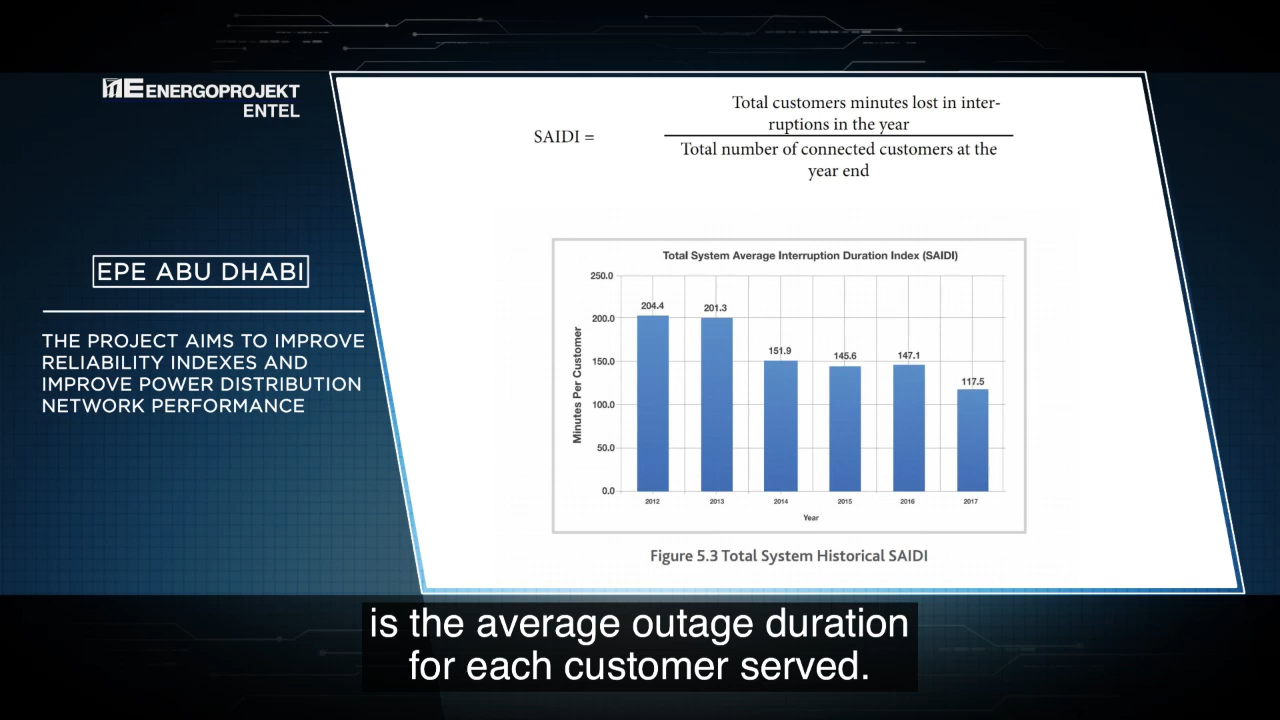 ENERGOPROJEKT
ENTEL
EPE ABU DHABI
THE PROJECT AIMS TO IMPROVE
RELIABILITY INDEXES AND
IMPROVE POWER DISTRIBUTION
NETWORK PERFORMANCE
SAIDI =
Total customers minutes lost in inter-
ruptions in the year
Total number of connected customers at the
year end
Total System Average Interruption Duration Index (SAIDI)
Minutes Per Customer
250.0
200.0
150.0
100.0
50.0
0.0
204.4
201.3
151.9
145.6
147.1
117.5
2012 2013 2014 2015 2016 2017
Year
Figure 5.3 Total System Historical SAIDI
is the average outage duration
for each customer served.